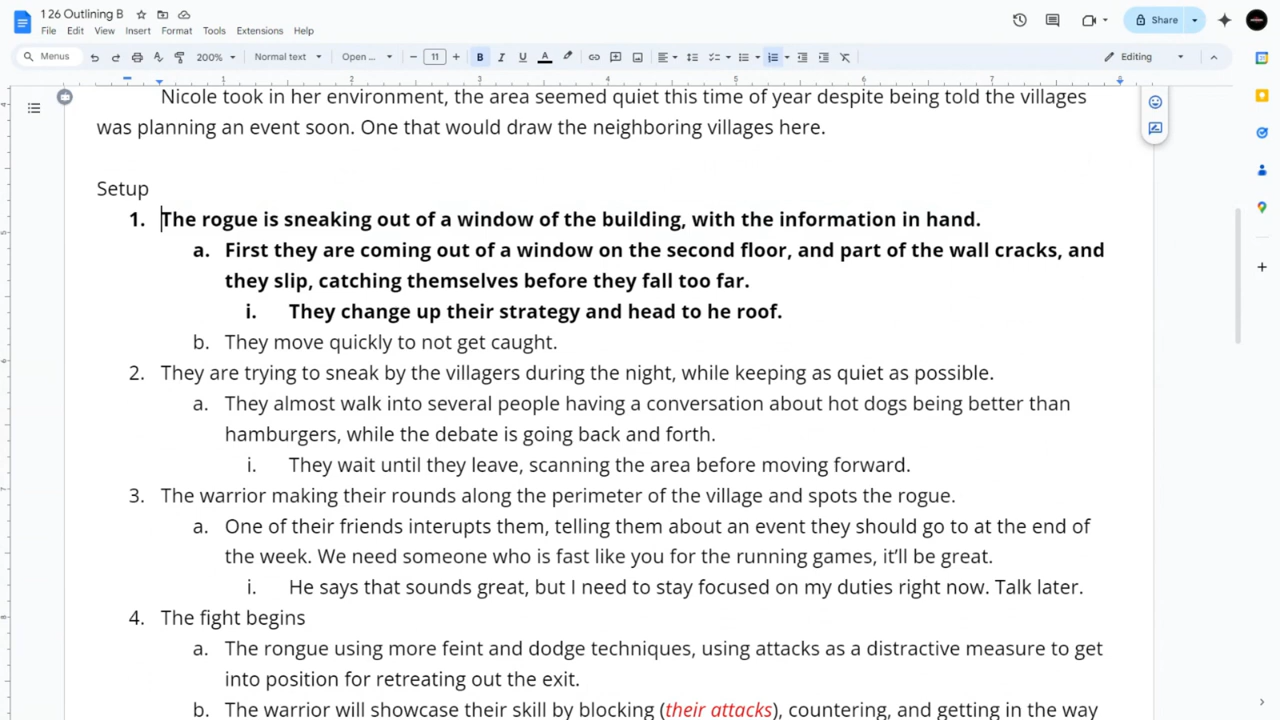 1 26 Outlining B
File Edit View Insert Format Tools Extensions Help
Share
Menus 200% Normal text Open ... 11 B I U A Editing
1 2 3 4 5 6 7
Nicole took in her environment, the area seemed quiet this time of year despite being told the villages
was planning an event soon. One that would draw the neighboring villages here.
Setup
1. The rogue is sneaking out of a window of the building, with the information in hand.
a. First they are coming out of a window on the second floor, and part of the wall cracks, and
they slip, catching themselves before they fall too far.
i. They change up their strategy and head to he roof.
b. They move quickly to not get caught.
2. They are trying to sneak by the villagers during the night, while keeping as quiet as possible.
a. They almost walk into several people having a conversation about hot dogs being better than
hamburgers, while the debate is going back and forth.
i. They wait until they leave, scanning the area before moving forward.
3. The warrior making their rounds along the perimeter of the village and spots the rogue.
a. One of their friends interupts them, telling them about an event they should go to at the end of
the week. We need someone who is fast like you for the running games, it'll be great.
i. He says that sounds great, but I need to stay focused on my duties right now. Talk later.
4. The fight begins
a. The rongue using more feint and dodge techniques, using attacks as a distractive measure to get
into position for retreating out the exit.
b. The warrior will showcase their skill by blocking (their attacks), countering, and getting in the way